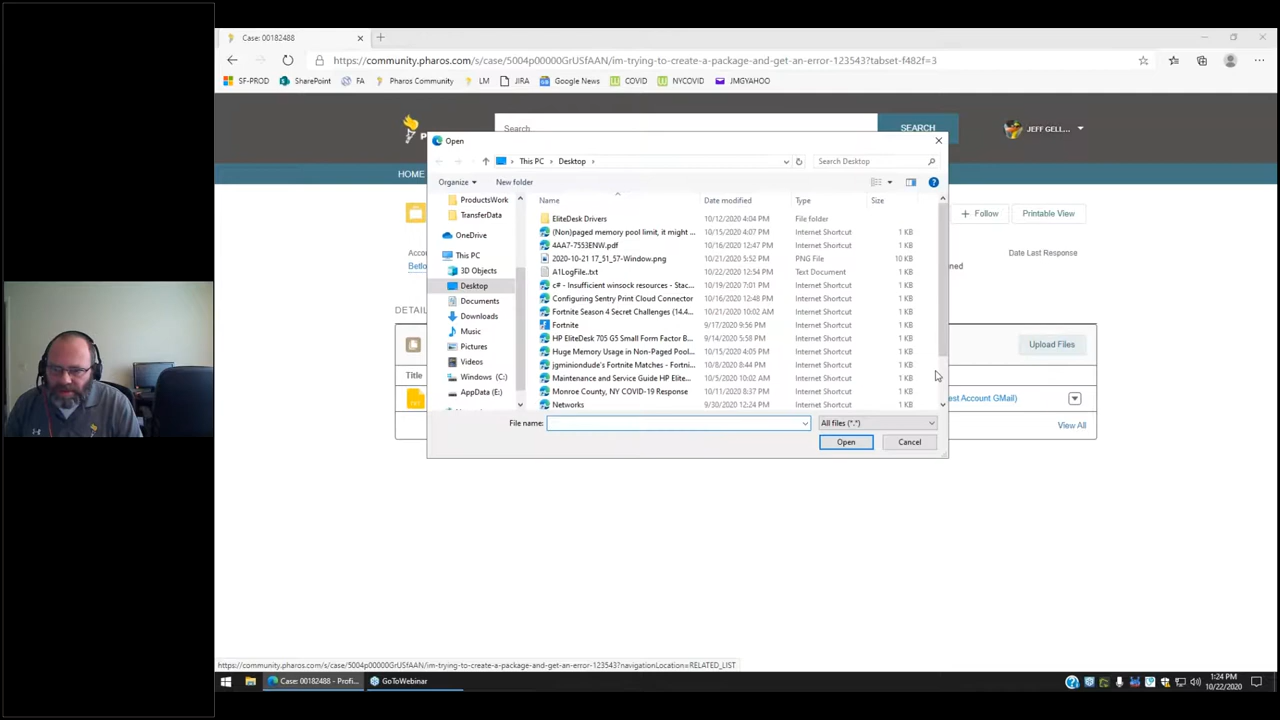 Case: 00182488
https://community.pharos.com/s/case/5004p00000GrUSfAAN/im-trying-to-create-a-package-and-get-an-error-123543?tabset-f482f=3
SF-PROD SharePoint FA Pharos Community LM JIRA Google News COVID NYCOVID JMGYAHOO
Search SEARCH JEFF GELL...
HOME
Open
This PC > Desktop > Search Desktop
Organize New folder
Name Date modified Type Size
ProductsWork
TransferData
OneDrive
This PC
3D Objects
Desktop
Documents
Downloads
Music
Pictures
Videos
Windows (C:)
AppData (E:)
EliteDesk Drivers 10/12/2020 4:04 PM File folder
(Non)paged memory pool limit, it might ... 10/15/2020 4:07 PM Internet Shortcut 1 KB
4AA7-7553ENW.pdf 10/16/2020 12:47 PM Internet Shortcut 1 KB
2020-10-21 17_51_57-Window.png 10/21/2020 5:52 PM PNG File 10 KB
A1LogFile..txt 10/22/2020 12:54 PM Text Document 1 KB
c# - Insufficient winsock resources - Stac... 10/19/2020 7:01 PM Internet Shortcut 1 KB
Configuring Sentry Print Cloud Connector 10/16/2020 12:48 PM Internet Shortcut 1 KB
Fortnite Season 4 Secret Challenges (14.4... 10/21/2020 10:02 AM Internet Shortcut 1 KB
Fortnite 9/17/2020 9:56 PM Internet Shortcut 1 KB
HP EliteDesk 705 G5 Small Form Factor B... 9/14/2020 5:58 PM Internet Shortcut 1 KB
Huge Memory Usage in Non-Paged Pool... 10/15/2020 4:05 PM Internet Shortcut 1 KB
jgminiondude's Fortnite Matches - Fortni... 10/8/2020 8:44 PM Internet Shortcut 1 KB
Maintenance and Service Guide HP Elite... 10/5/2020 10:02 AM Internet Shortcut 1 KB
Monroe County, NY COVID-19 Response 10/11/2020 8:37 PM Internet Shortcut 1 KB
Networks 9/30/2020 12:24 PM Internet Shortcut 1 KB
File name: All files (*.*)
Open Cancel
Follow Printable View
Date Last Response
DETAILS
Upload Files
Title
est Account GMail)
View All
https://community.pharos.com/s/case/5004p00000GrUSfAAN/im-trying-to-create-a-package-and-get-an-error-123543?navigationLocation=RELATED_LIST
Case: 00182488 - Profi... GoToWebinar
1:24 PM
10/22/2020